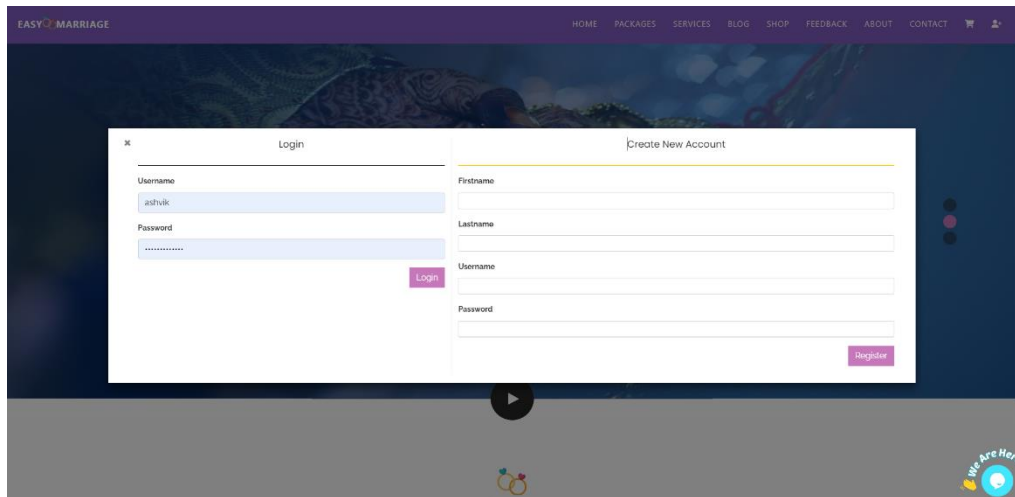 EASY MARRIAGE
HOME PACKAGES SERVICES BLOG SHOP FEEDBACK ABOUT CONTACT
Login
Username
ashvik
Password
Login
Create New Account
Firstname
Lastname
Username
Password
Register
We Are Her